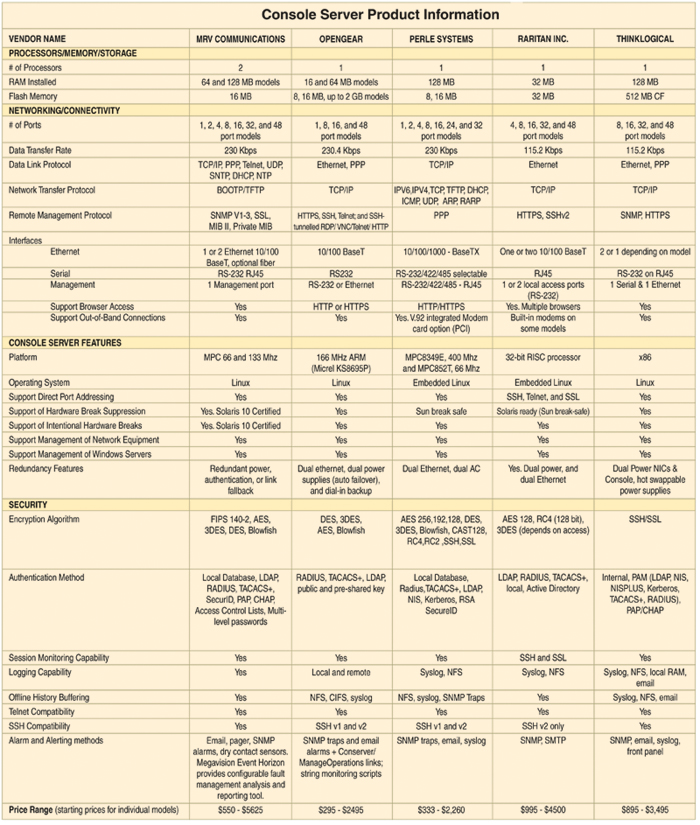 Console Server Product Information
VENDOR NAME MRV COMMUNICATIONS OPENGEAR PERLE SYSTEMS RARITAN INC. THINKLOGICAL
PROCESSORS/MEMORY/STORAGE
# of Processors 2 1 1 1 1
RAM Installed 64 and 128 MB models 16 and 64 MB models 128 MB 32 MB 128 MB
Flash Memory 16 MB 8, 16 MB, up to 2 GB models 8, 16 MB 32 MB 512 MB CF
NETWORKING/CONNECTIVITY
# of Ports 1, 2, 4, 8, 16, 32, and 48 1, 8, 16, and 48 1, 2, 4, 8, 16, 24, and 32 4, 8, 16, 32, and 48 8, 16, 32, and 48
port models port models port models port models port models
Data Transfer Rate 230 Kbps 230.4 Kbps 230 Kbps 115.2 Kbps 115.2 Kbps
Data Link Protocol TCP/IP, PPP, Telnet, UDP, Ethernet, PPP TCP/IP Ethernet Ethernet, PPP
SNTP, DHCP, NTP
Network Transfer Protocol BOOTP/TFTP TCP/IP IPV6,IPV4,TCP, TFTP, DHCP, TCP/IP TCP/IP
ICMP, UDP, ARP, RARP
Remote Management Protocol SNMP V1-3, SSL, HTTPS, SSH, Telnet; and SSH- PPP HTTPS, SSHv2 SNMP, HTTPS
MIB II, Private MIB tunnelled RDP/ VNC/Telnet/ HTTP
Interfaces
Ethernet 1 or 2 Ethernet 10/100 10/100 BaseT 10/100/1000 - BaseTX One or two 10/100 BaseT 2 or 1 depending on model
BaseT, optional fiber
Serial RS-232 RJ45 RS232 RS-232/422/485 selectable RJ45 RS-232 on RJ45
Management 1 Management port RS-232 or Ethernet RS-232/422/485 - RJ45 1 or 2 local access ports 1 Serial & 1 Ethernet
(RS-232)
Support Browser Access Yes HTTP or HTTPS HTTP/HTTPS Yes. Multiple browsers Yes
Support Out-of-Band Connections Yes Yes Yes. V.92 integrated Modem Built-in modems on Yes
card option (PCI) some models
CONSOLE SERVER FEATURES
Platform MPC 66 and 133 Mhz 166 MHz ARM MPC8349E, 400 Mhz 32-bit RISC processor x86
(Micrel KS8695P) and MPC852T, 66 Mhz
Operating System Linux Linux Embedded Linux Embedded Linux Linux
Support Direct Port Addressing Yes Yes Yes SSH, Telnet, and SSL Yes
Support of Hardware Break Suppression Yes. Solaris 10 Certified Yes Sun break safe Solaris ready (Sun break-safe) Yes
Support of Intentional Hardware Breaks Yes. Solaris 10 Certified Yes Yes Yes Yes
Support Management of Network Equipment Yes Yes Yes Yes Yes
Support Management of Windows Servers Yes Yes Yes Yes Yes
Redundancy Features Redundant power, Dual ethernet, dual power Dual Ethernet, dual AC Yes. Dual power, and Dual Power NICs &
authentication, or link supplies (auto failover), dual Ethernet Console, hot swappable
fallback and dial-in backup power supplies
SECURITY
Encryption Algorithm FIPS 140-2, AES, DES, 3DES, AES 256,192,128, DES, AES 128, RC4 (128 bit), SSH/SSL
3DES, DES, Blowfish AES, Blowfish 3DES, Blowfish, CAST128, 3DES (depends on access)
RC4,RC2 ,SSH,SSL
Authentication Method Local Database, LDAP, RADIUS, TACACS+, LDAP, Local Database, LDAP, RADIUS, TACACS+, Internal, PAM (LDAP, NIS,
RADIUS, TACACS+, public and pre-shared key Radius,TACACS+, LDAP, local, Active Directory NISPLUS, Kerberos,
SecurID, PAP, CHAP, NIS, Kerberos, RSA TACACS+, RADIUS),
Access Control Lists, Multi- SecureID PAP/CHAP
level passwords
Session Monitoring Capability Yes Yes Yes SSH and SSL Yes
Logging Capability Yes Local and remote Syslog, NFS Syslog, NFS Syslog, NFS, local RAM,
email
Offline History Buffering Yes NFS, CIFS, syslog NFS, syslog, SNMP Traps Yes Syslog, NFS, email
Telnet Compatibility Yes Yes Yes Yes Yes
SSH Compatibility Yes SSH v1 and v2 SSH v1 and v2 SSH v2 only Yes
Alarm and Alerting methods Email, pager, SNMP SNMP traps and email SNMP traps, email, syslog SNMP, SMTP SNMP, email, syslog,
alarms, dry contact sensors. alarms + Conserver/ front panel
Megavision Event Horizon ManageOperations links;
provides configurable fault string monitoring scripts
management analysis and
reporting tool.
Price Range (starting prices for individual models) $550 - $5625 $295 - $2495 $333 - $2,260 $995 - $4500 $895 - $3,495